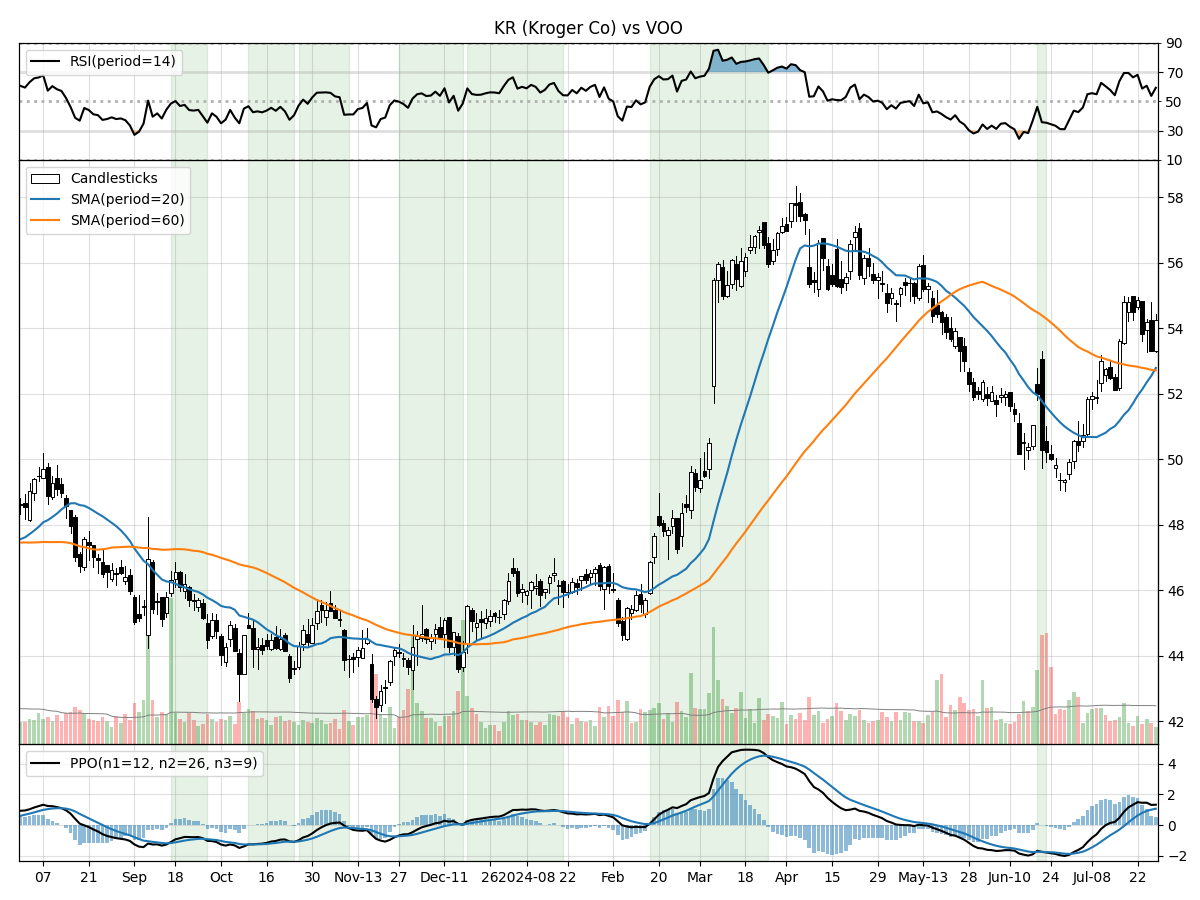 KR (Kroger Co) vs VOO
RSI(period=14)
90
70
50
30
10
Candlesticks
SMA(period=20)
SMA(period=60)
58
56
54
52
50
48
46
44
42
PPO(n1=12, n2=26, n3=9)
4
2
0
−2
07 21 Sep 18 Oct 16 30 Nov-13 27 Dec-11 26 2024-08 22 Feb 20 Mar 18 Apr 15 29 May-13 28 Jun-10 24 Jul-08 22